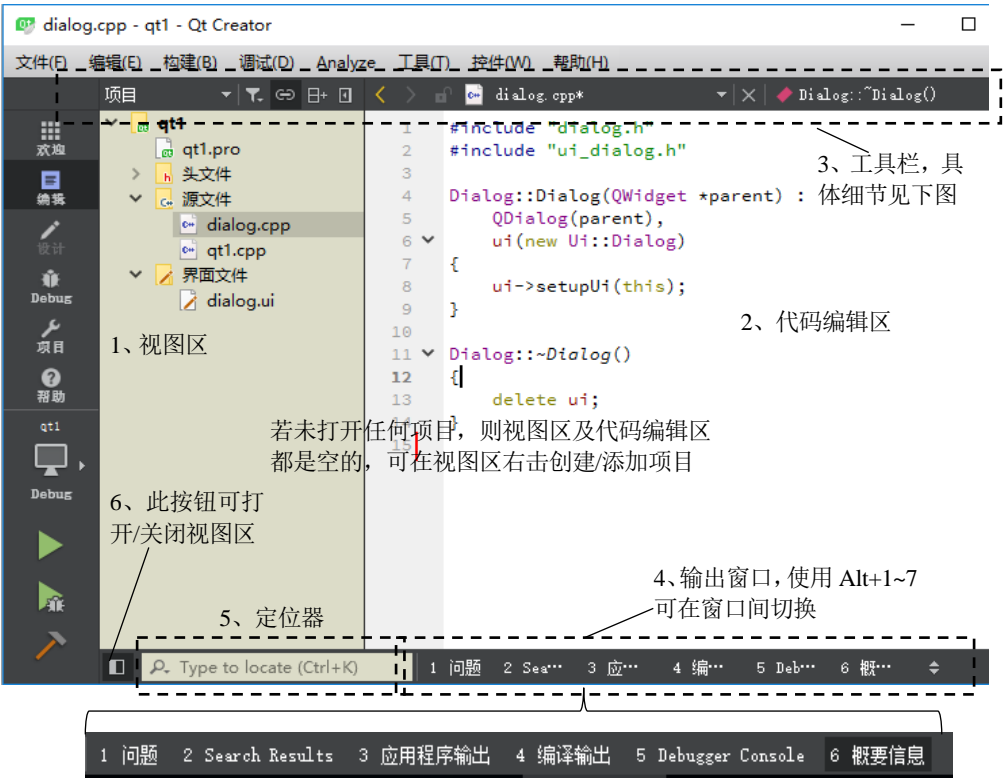 dialog.cpp - qt1 - Qt Creator
文件(F) 编辑(E) 构建(B) 调试(D) Analyze 工具(T) 控件(W) 帮助(H)
项目
dialog.cpp*
Dialog::~Dialog()
欢迎
编辑
设计
Debug
项目
帮助
qt1
Debug
qt1
qt1.pro
头文件
源文件
dialog.cpp
qt1.cpp
界面文件
dialog.ui
1、视图区
1 #include "dialog.h"
2 #include "ui_dialog.h"
3
4 Dialog::Dialog(QWidget *parent) :
5 QDialog(parent),
6 ui(new Ui::Dialog)
7 {
8 ui->setupUi(this);
9 }
10
11 Dialog::~Dialog()
12 {
13 delete ui;
14 }
15
3、工具栏，具
体细节见下图
2、代码编辑区
若未打开任何项目，则视图区及代码编辑区
都是空的，可在视图区右击创建/添加项目
6、此按钮可打
开/关闭视图区
4、输出窗口，使用 Alt+1~7
可在窗口间切换
5、定位器
Type to locate (Ctrl+K)
1 问题 2 Sea… 3 应… 4 编… 5 Deb… 6 概…
1 问题 2 Search Results 3 应用程序输出 4 编译输出 5 Debugger Console 6 概要信息